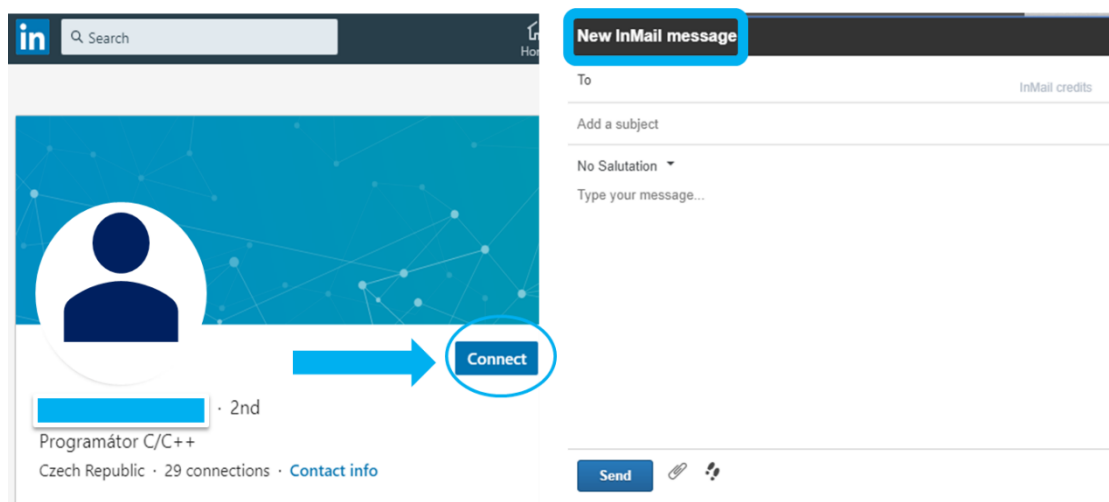 in
Search
Hom
Connect
· 2nd
Programátor C/C++
Czech Republic · 29 connections · Contact info
New InMail message
To
InMail credits
Add a subject
No Salutation
Type your message...
Send